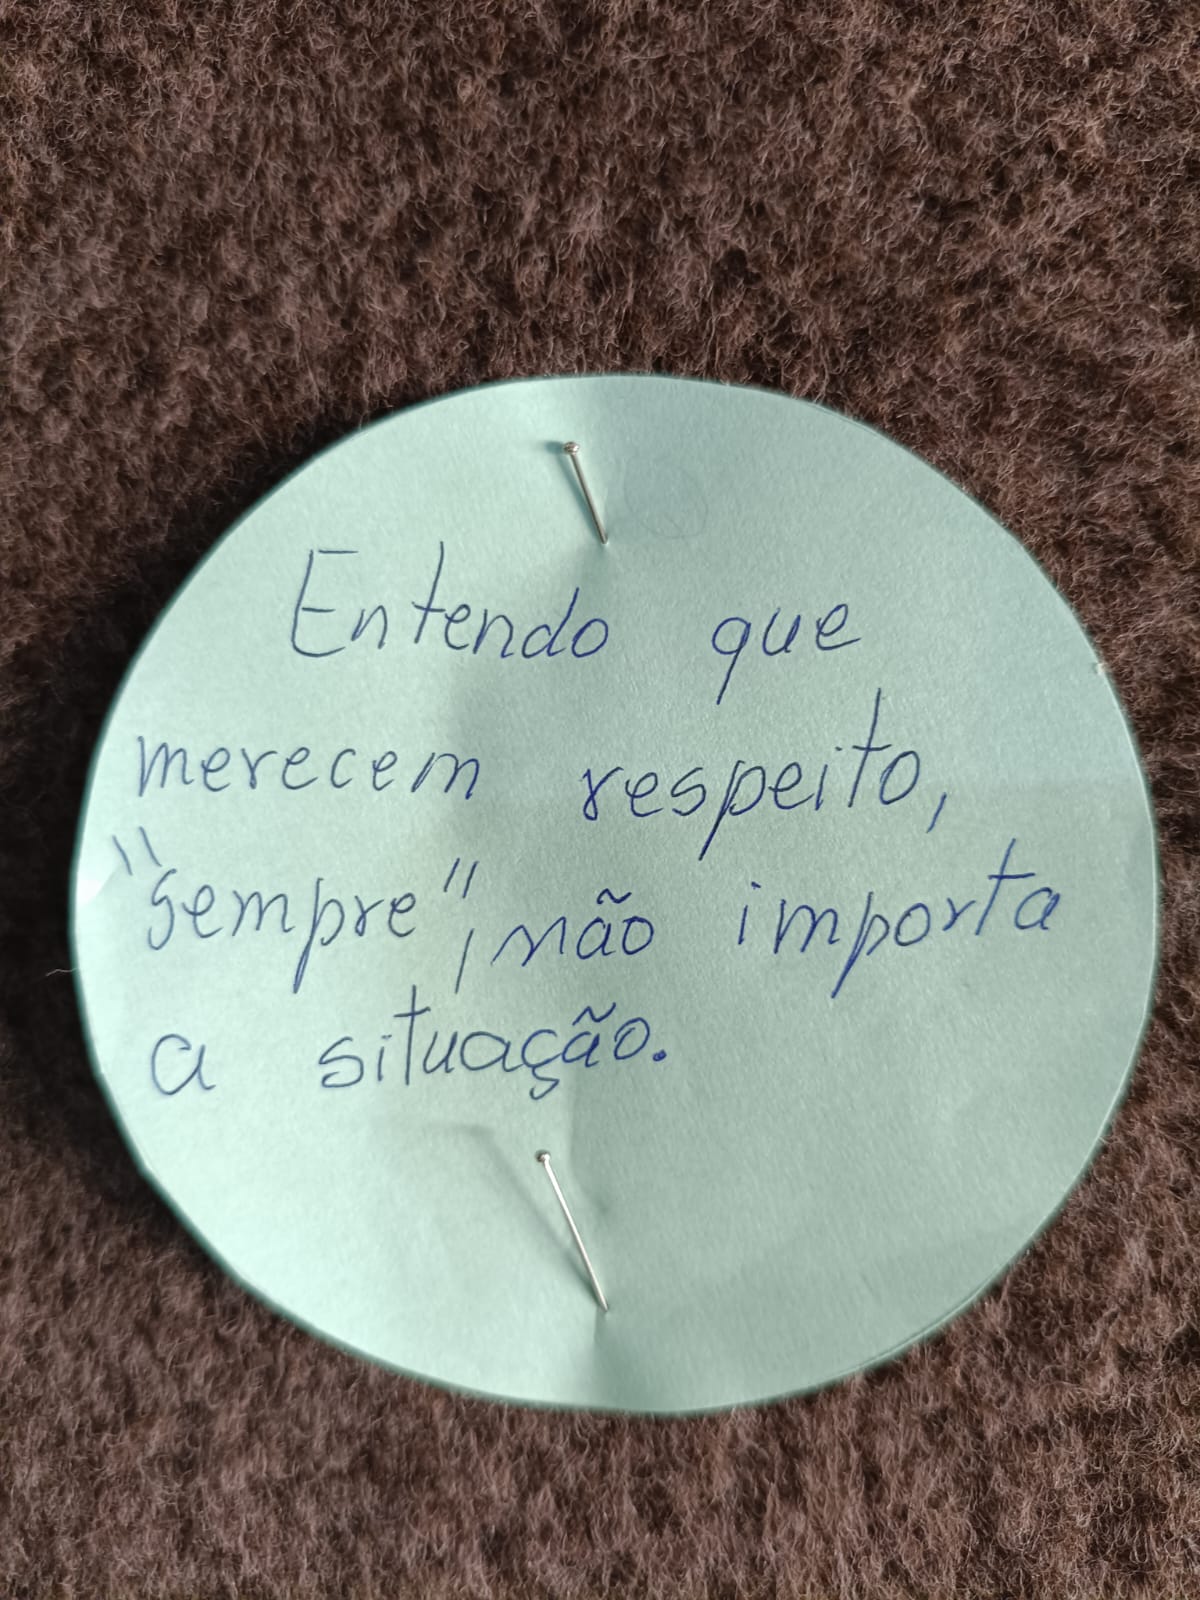 Entendo que
merecem respeito,
"sempre", não importa
a situação.